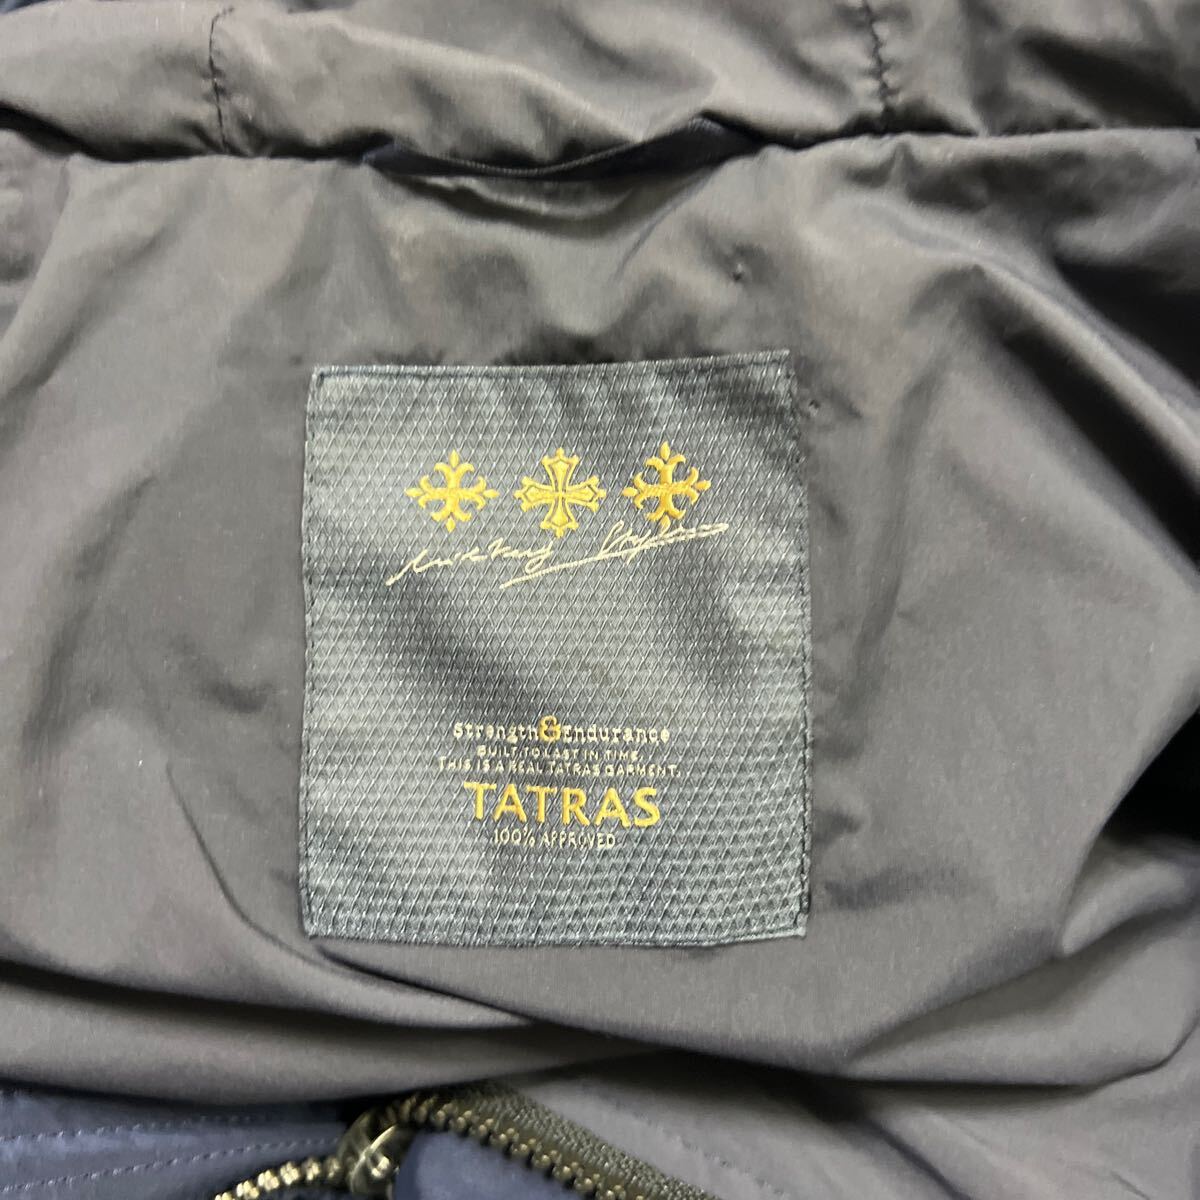 Strength & Endurance
BUILT TO LAST IN TIME.
THIS IS A REAL TATRAS GARMENT.
TATRAS
100% APPROVED